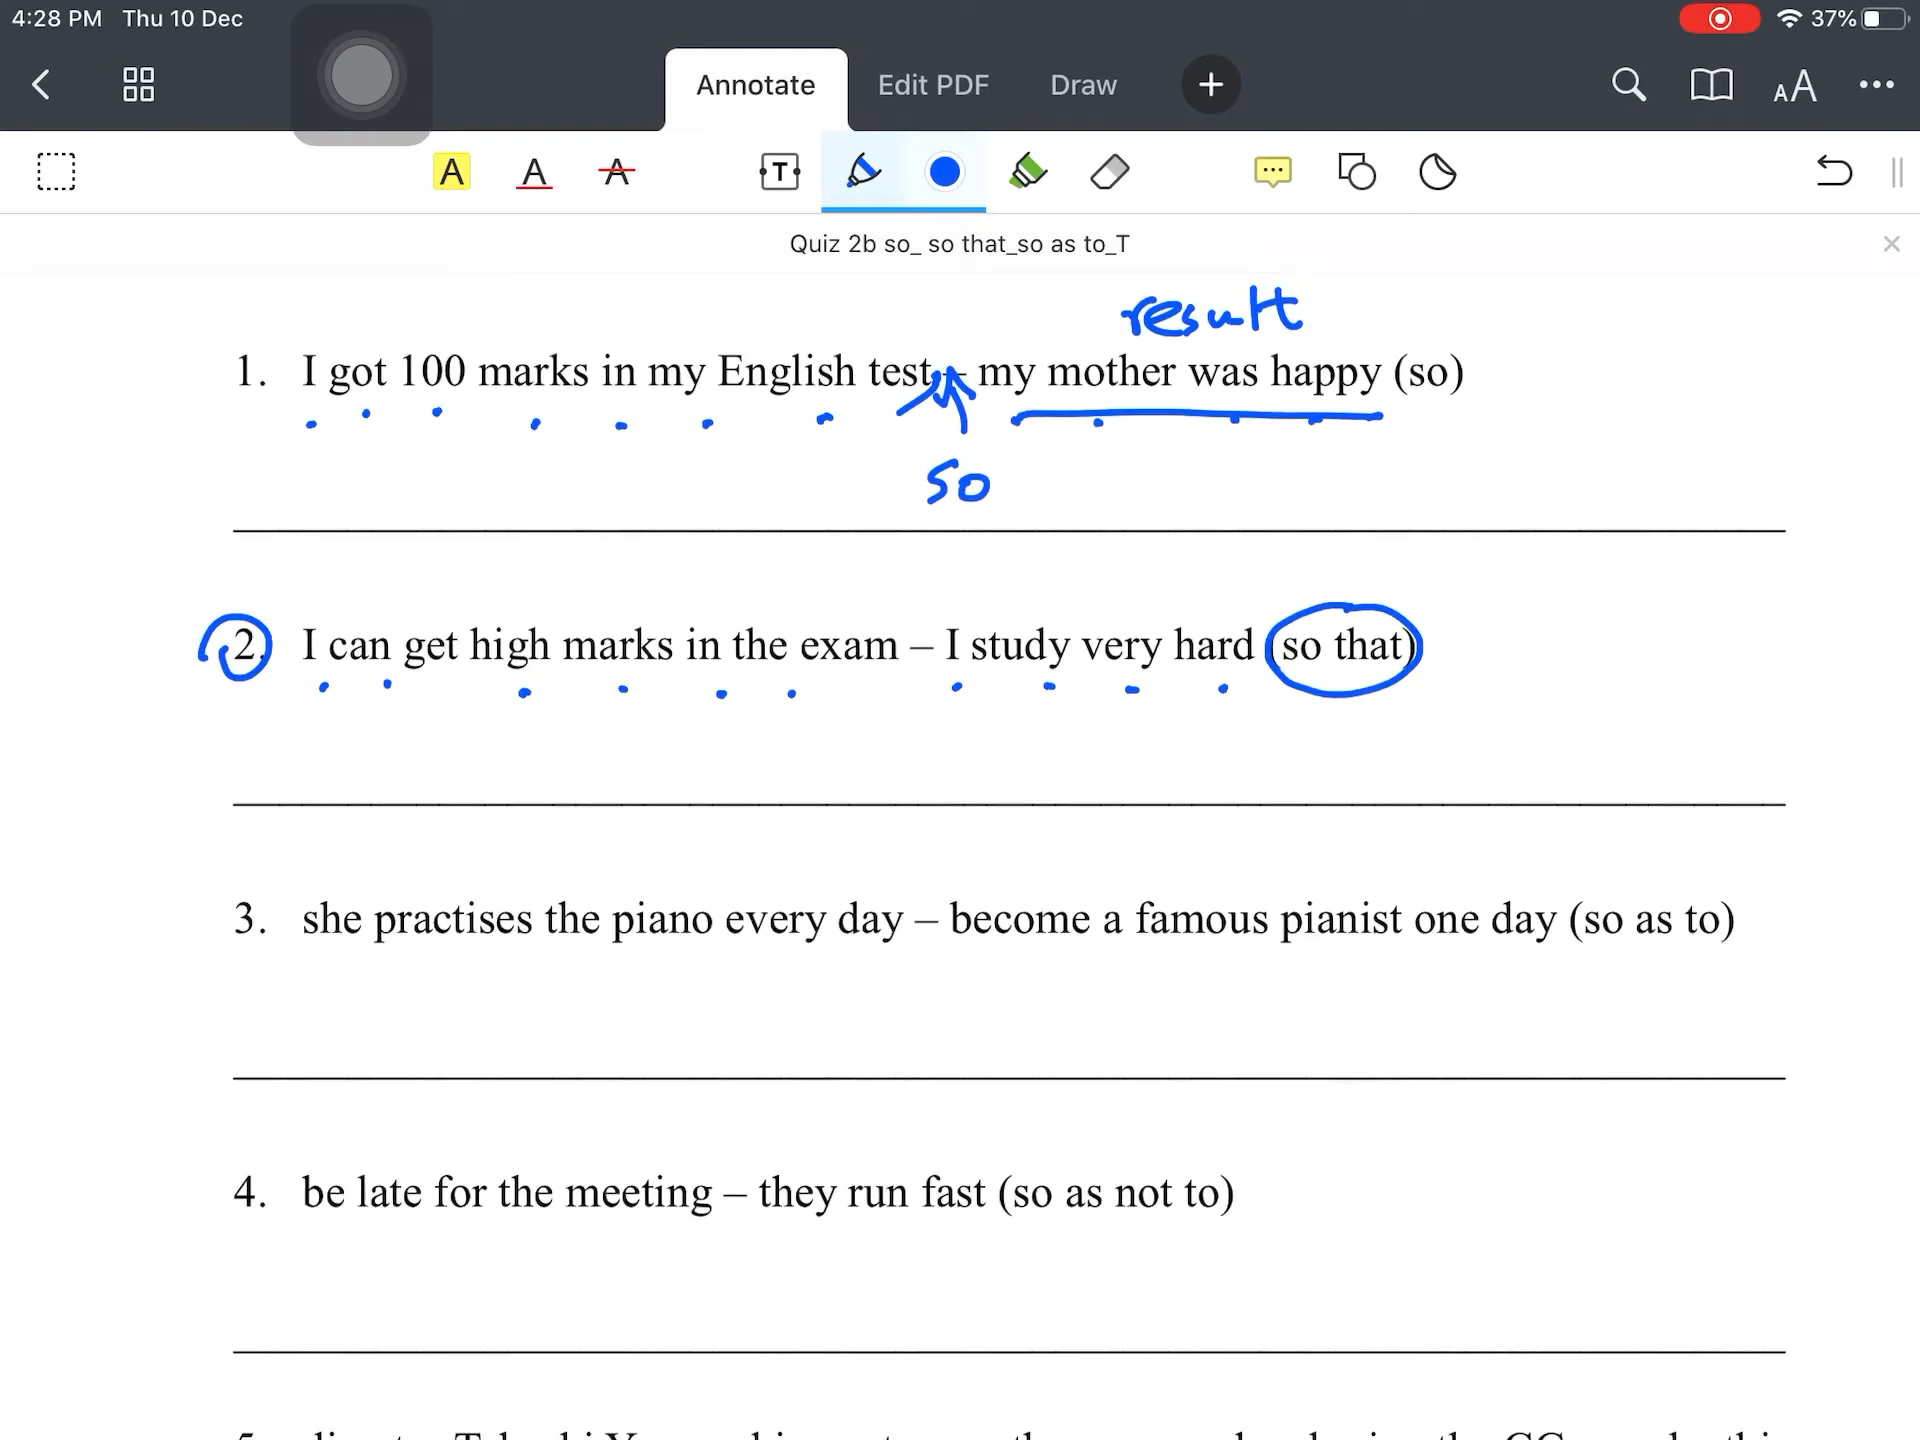 4:28 PM Thu 10 Dec 37%
Annotate Edit PDF Draw
Quiz 2b so_ so that_so as to_T
result
1. I got 100 marks in my English test – my mother was happy (so)
so
2. I can get high marks in the exam – I study very hard (so that)
3. she practises the piano every day – become a famous pianist one day (so as to)
4. be late for the meeting – they run fast (so as not to)